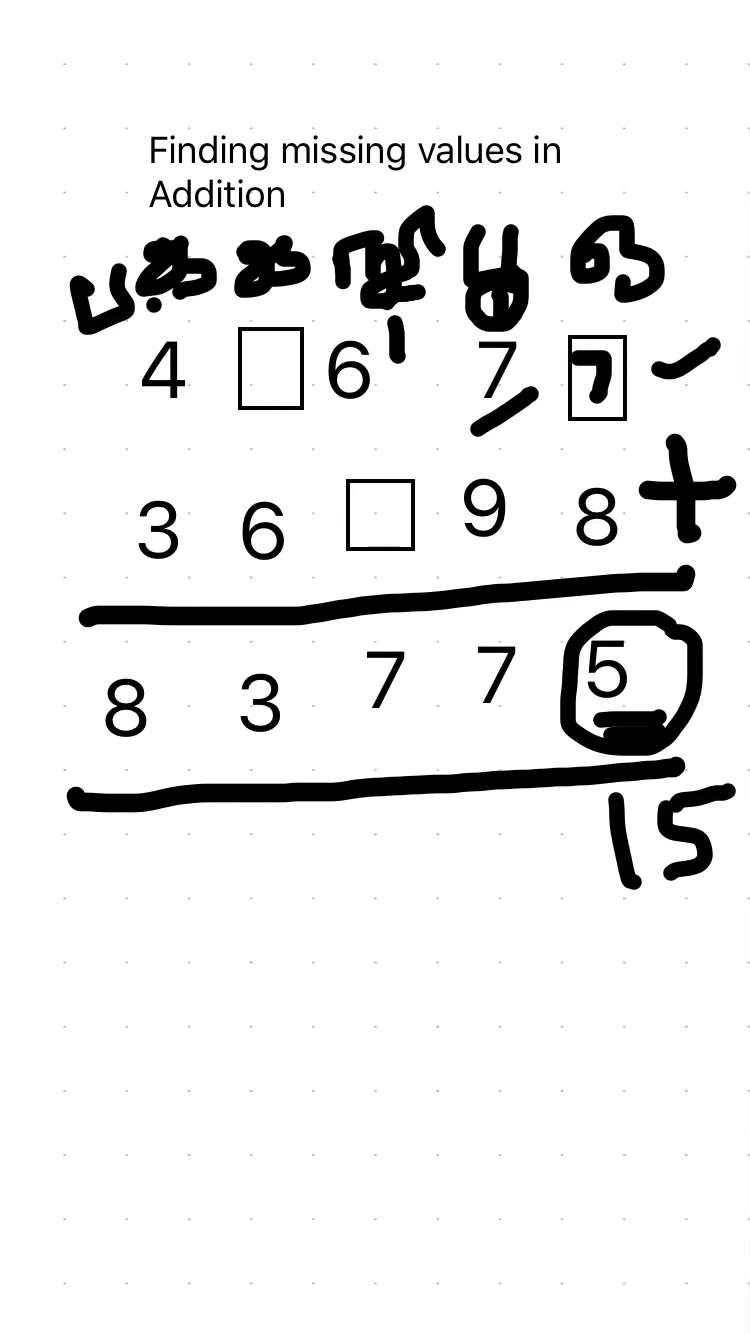 Finding missing values in
Addition
1
4 6 7 7
3 6 9 8 +
8 3 7 7 5
15